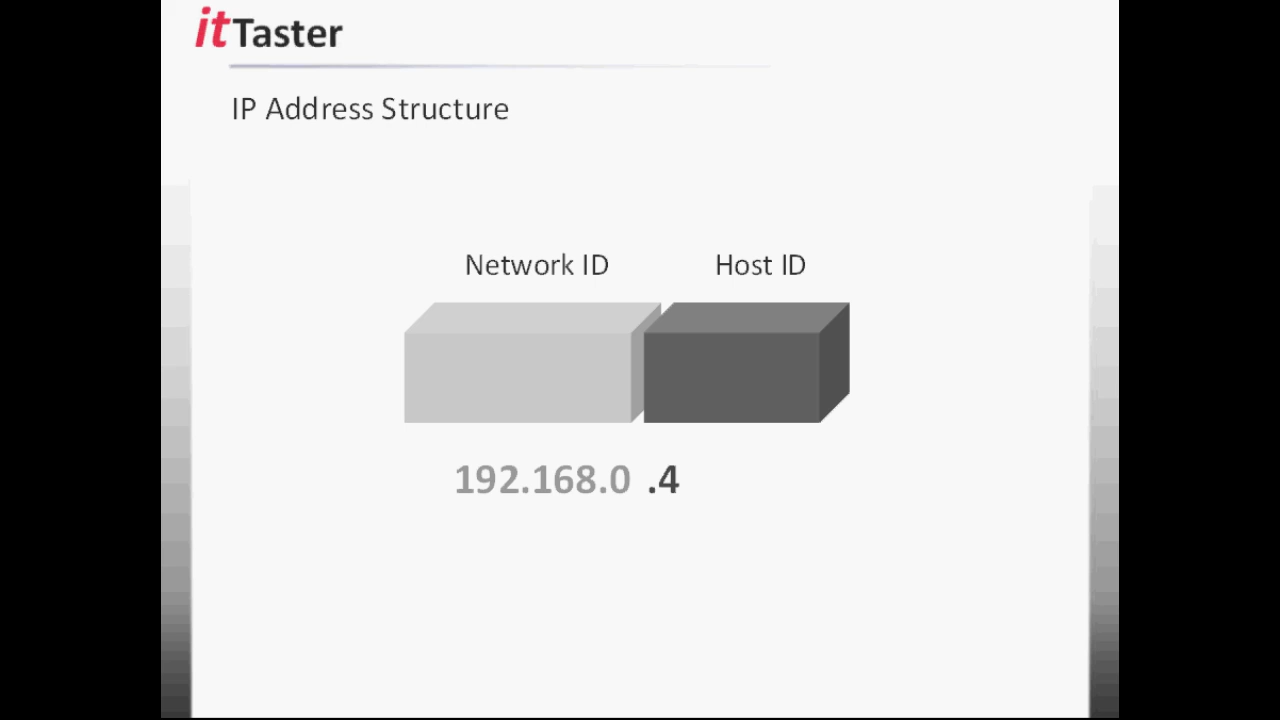 itTaster
IP Address Structure
Network ID Host ID
192.168.0 .4